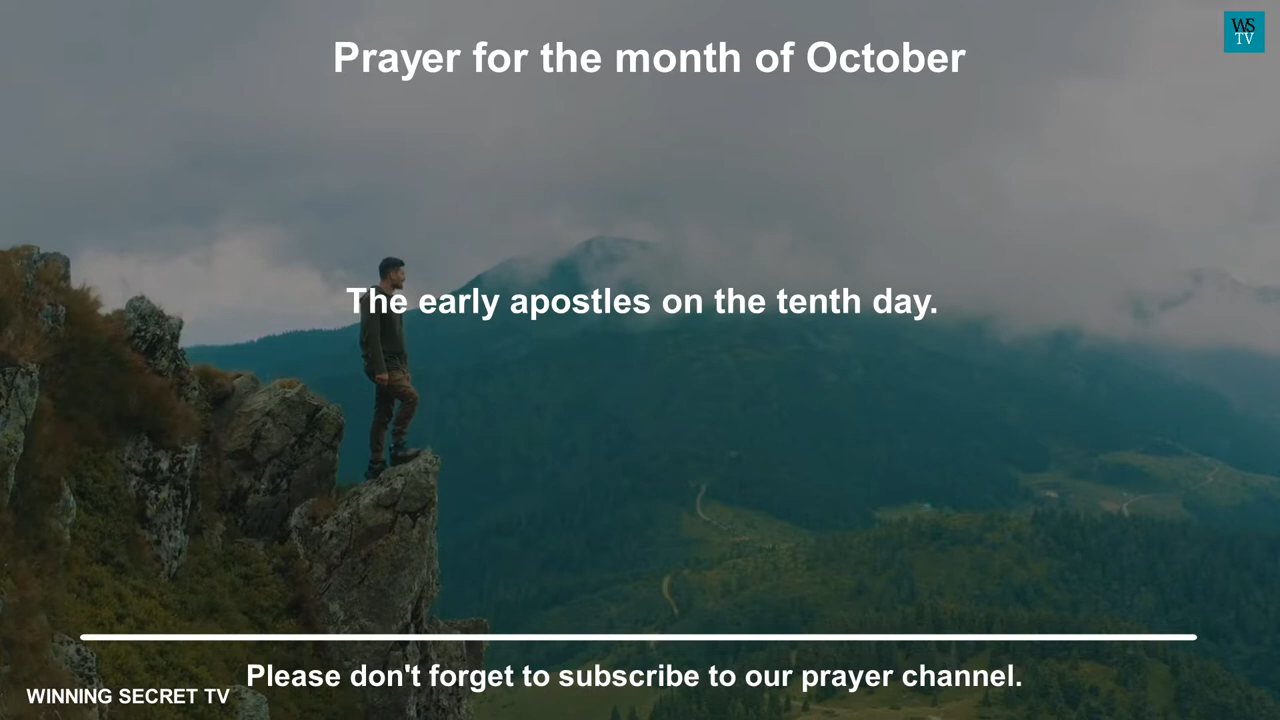 WS
TV
Prayer for the month of October
The early apostles on the tenth day.
Please don't forget to subscribe to our prayer channel.
WINNING SECRET TV